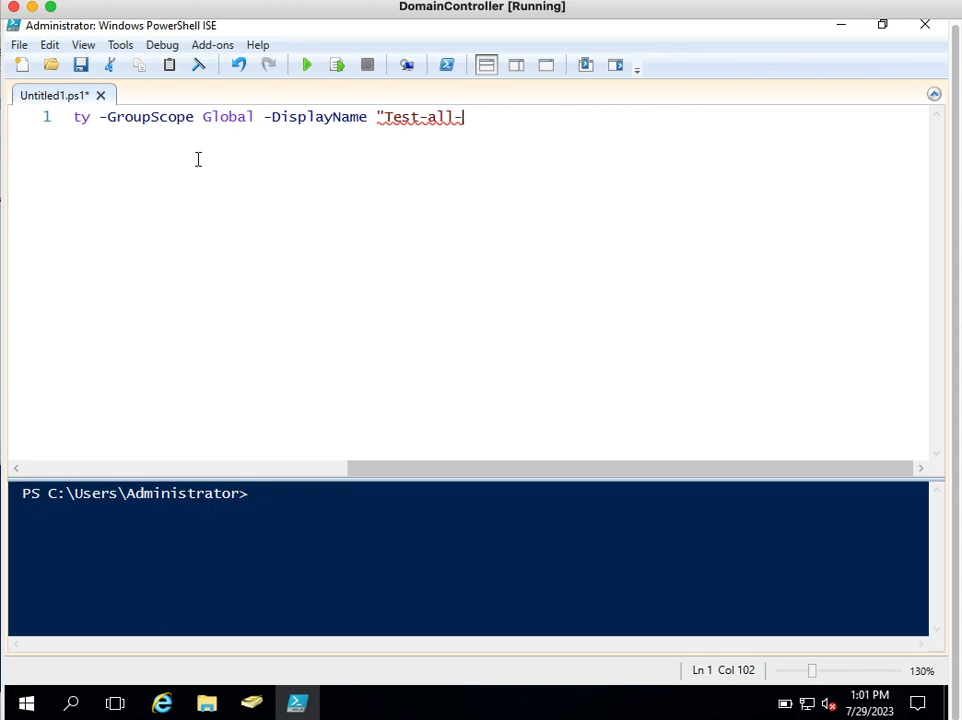 DomainController [Running]
Administrator: Windows PowerShell ISE
File Edit View Tools Debug Add-ons Help
Untitled1.ps1*
1 ty -GroupScope Global -DisplayName "Test-all-
PS C:\Users\Administrator>
Ln 1 Col 102 130%
1:01 PM
7/29/2023